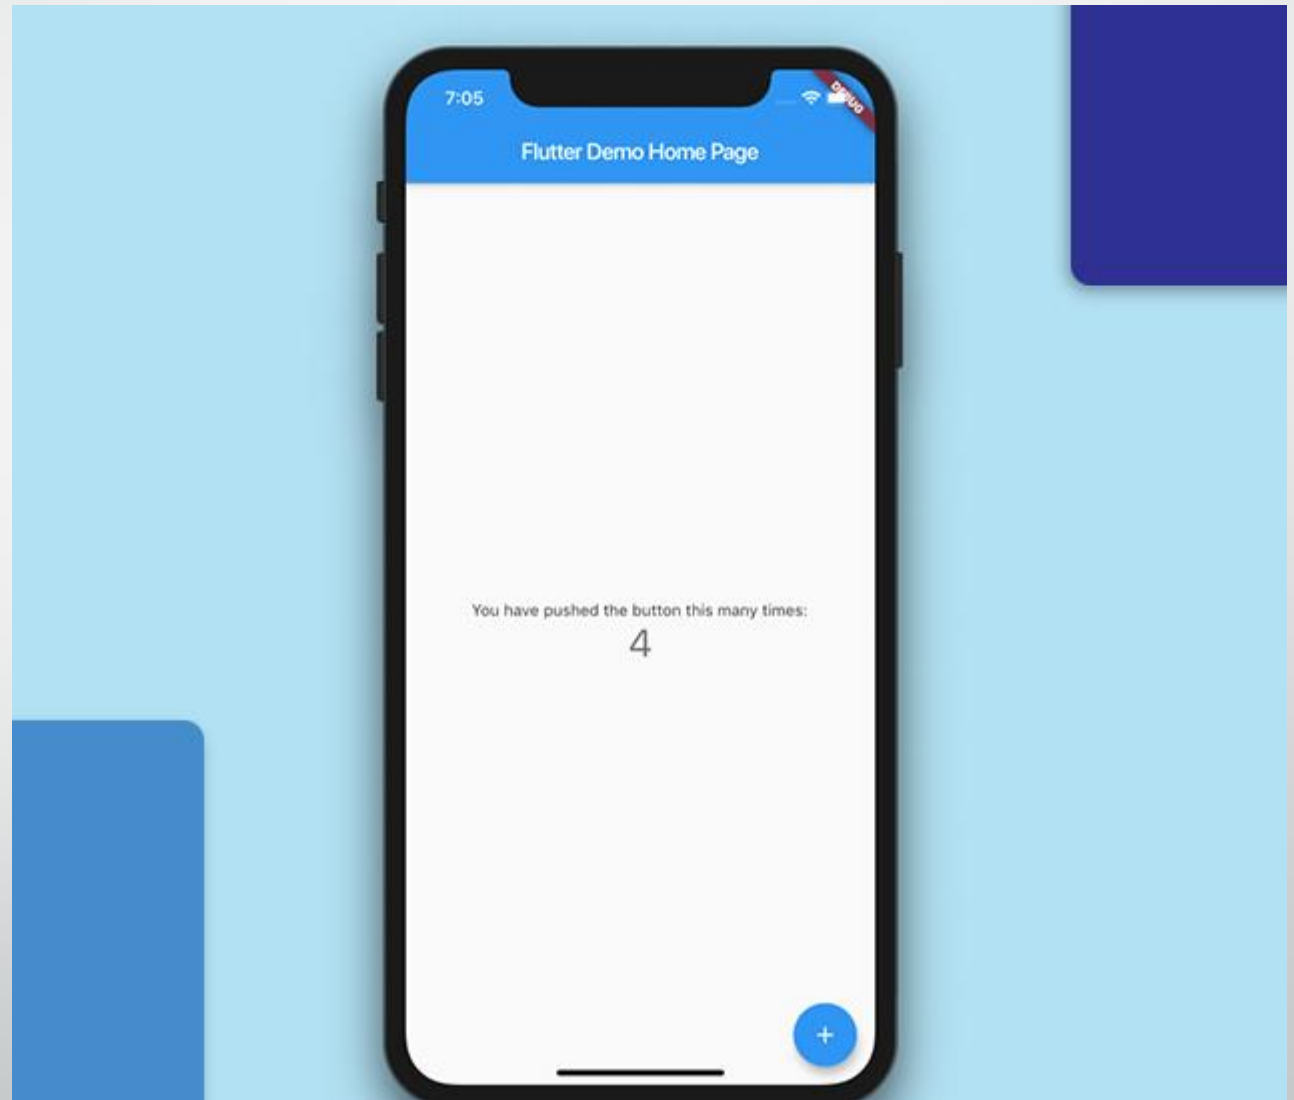 7:05
DEBUG
Flutter Demo Home Page
You have pushed the button this many times:
4
+